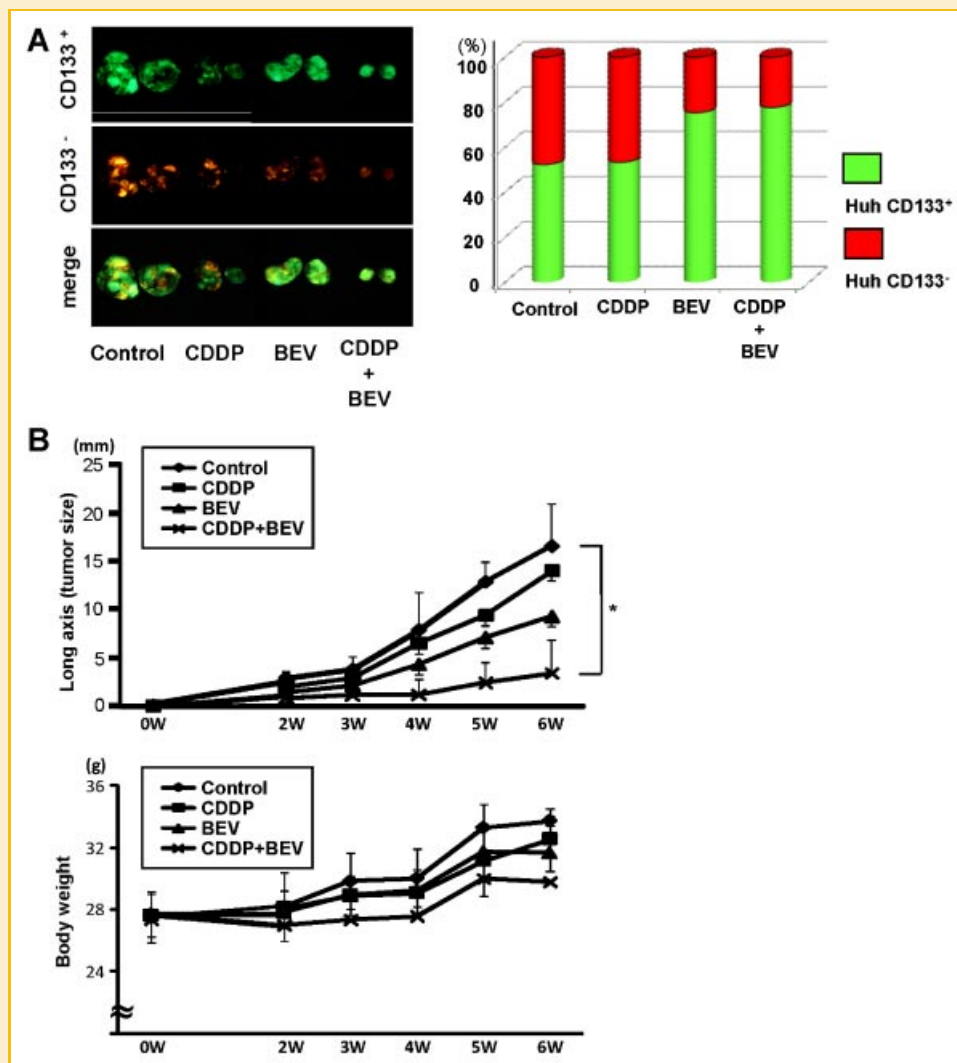 A
CD133+
CD133-
merge
Control
CDDP
BEV
CDDP
+
BEV
(%)
100
80
60
40
20
0
Control
CDDP
BEV
CDDP
+
BEV
Huh CD133+
Huh CD133-
B
(mm)
25
20
15
10
5
0
Long axis (tumor size)
Control
CDDP
BEV
CDDP+BEV
*
0W
2W
3W
4W
5W
6W
(g)
36
32
28
24
Body weight
Control
CDDP
BEV
CDDP+BEV
0W
2W
3W
4W
5W
6W